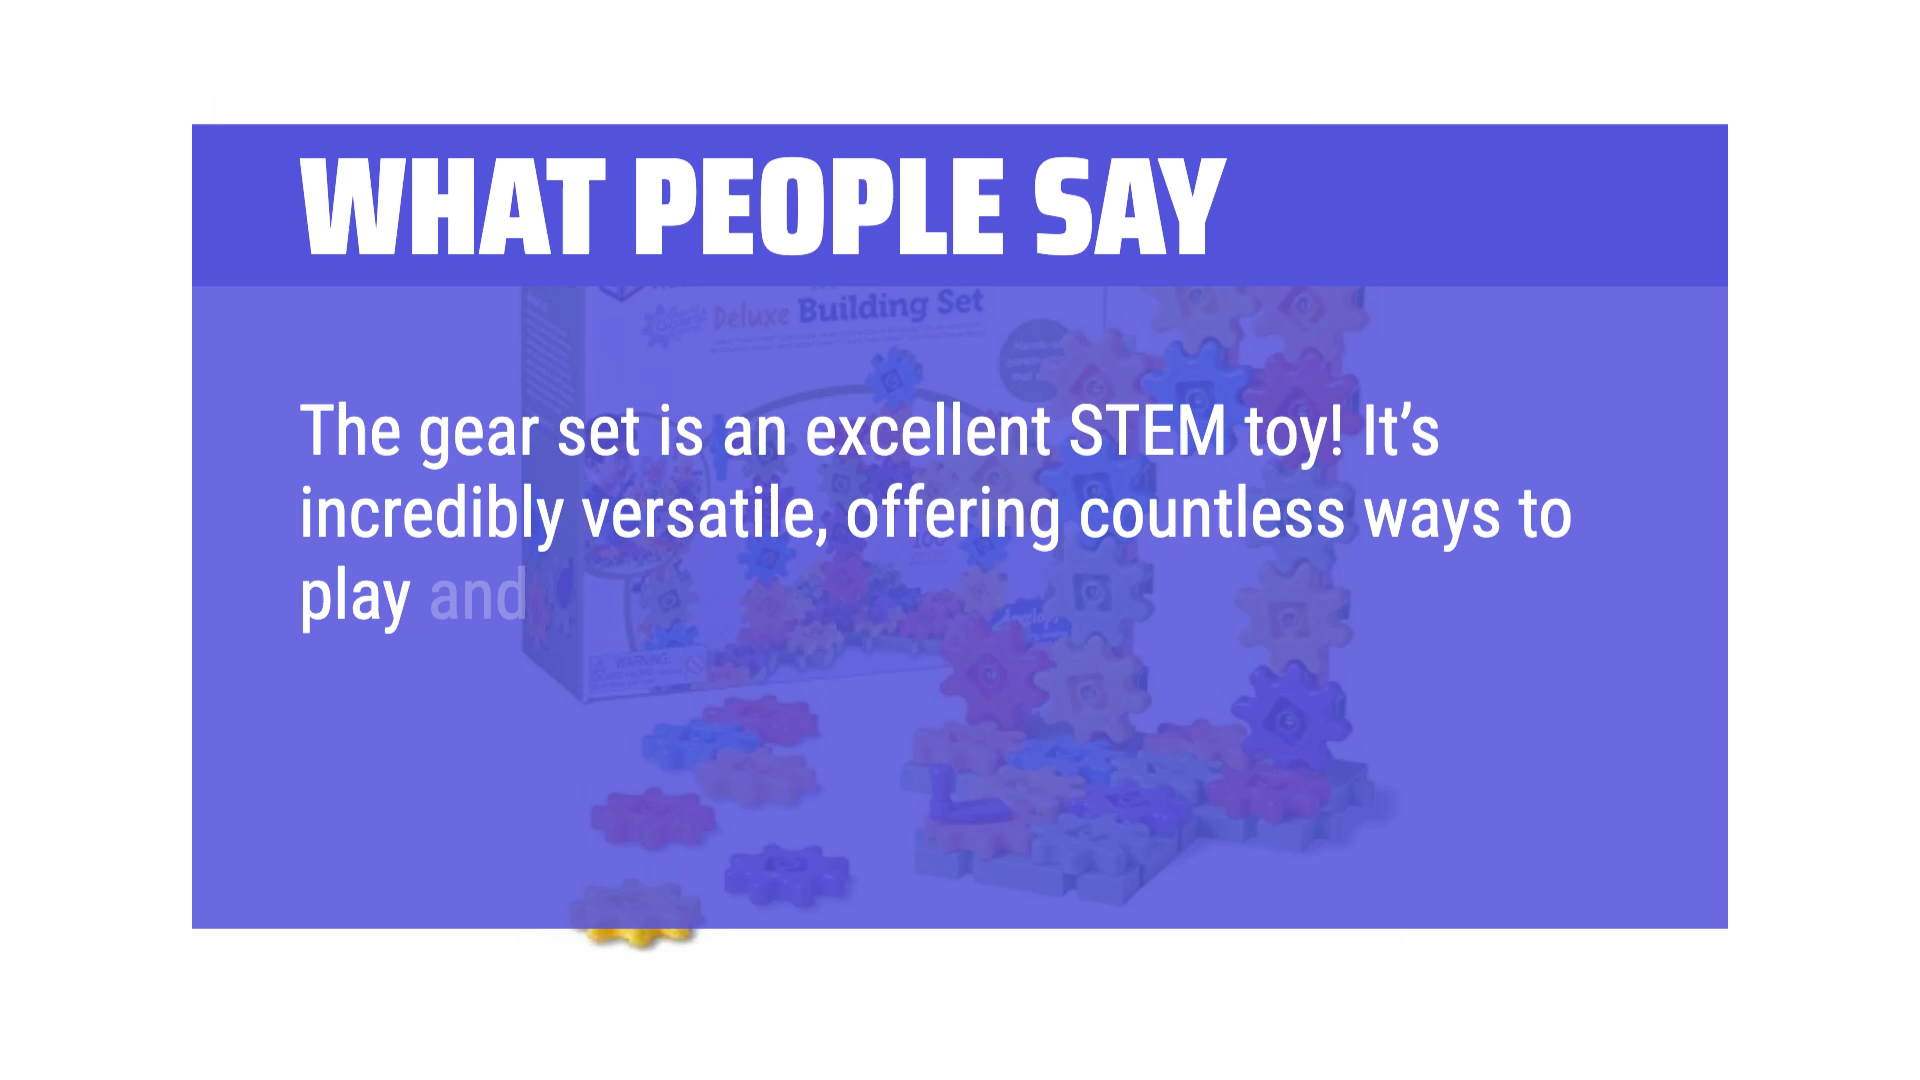 WHAT PEOPLE SAY
Deluxe Building Set
The gear set is an excellent STEM toy! It’s
incredibly versatile, offering countless ways to
play and
WARNING